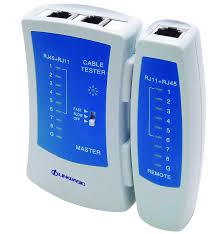 RJ45 RJ11
CABLE
TESTER
1
2
3
4
5
6
7
8
G
FAST
SLOW
OFF
MASTER
RJ11 RJ45
1
2
3
4
5
6
7
8
G
REMOTE